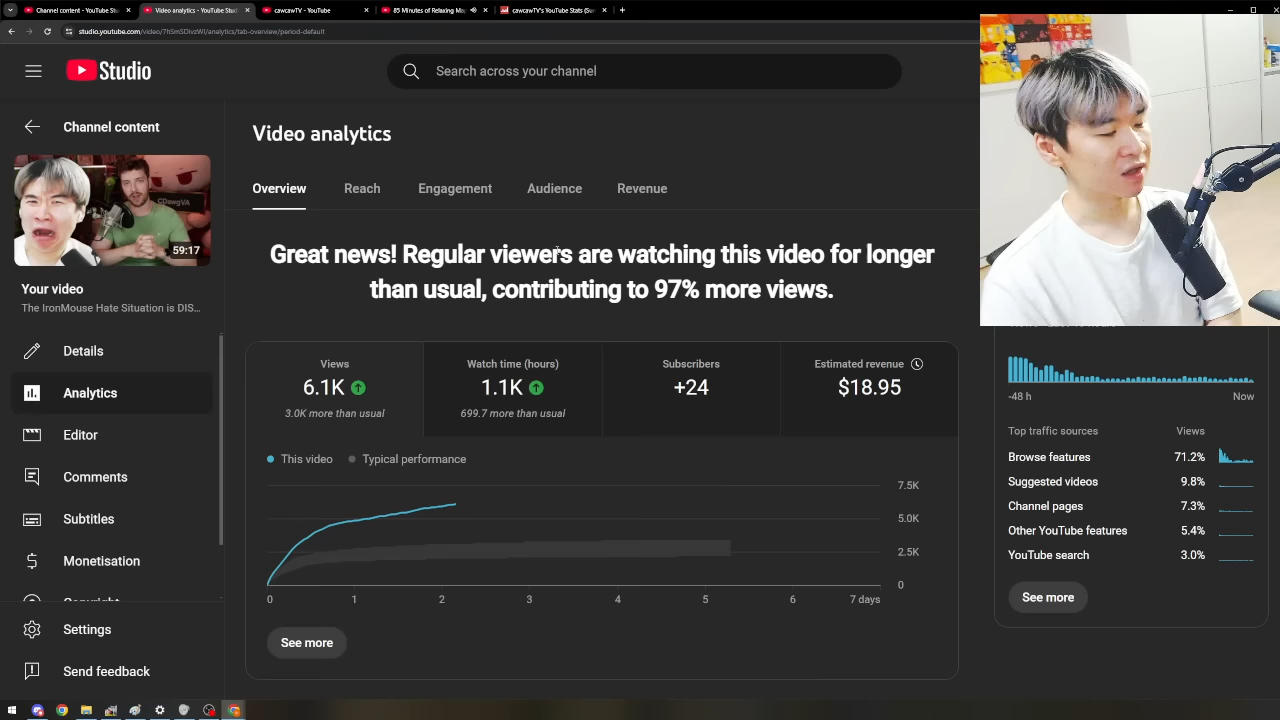 Content - YouTube Stu
Video analytics - YouTube Stud
cawcawTV - YouTube
85 Minutes of Relaxing Ma
cawcawTV's YouTube Stats (Su
studio.youtube.com/video/7hSmSDivzWI/analytics/tab-overview/period-default
Studio
Search across your channel
Channel content
59:17
CDawgVA
Your video
The IronMouse Hate Situation is DIS...
Details
Analytics
Editor
Comments
Subtitles
Monetisation
Copyright
Settings
Send feedback
Video analytics
Overview
Reach
Engagement
Audience
Revenue
Great news! Regular viewers are watching this video for longer
than usual, contributing to 97% more views.
Views
6.1K
3.0K more than usual
Watch time (hours)
1.1K
699.7 more than usual
Subscribers
+24
Estimated revenue
$18.95
This video
Typical performance
7.5K
5.0K
2.5K
0
0 1 2 3 4 5 6 7 days
See more
-48 h
Now
Top traffic sources
Views
Browse features
71.2%
Suggested videos
9.8%
Channel pages
7.3%
Other YouTube features
5.4%
YouTube search
3.0%
See more